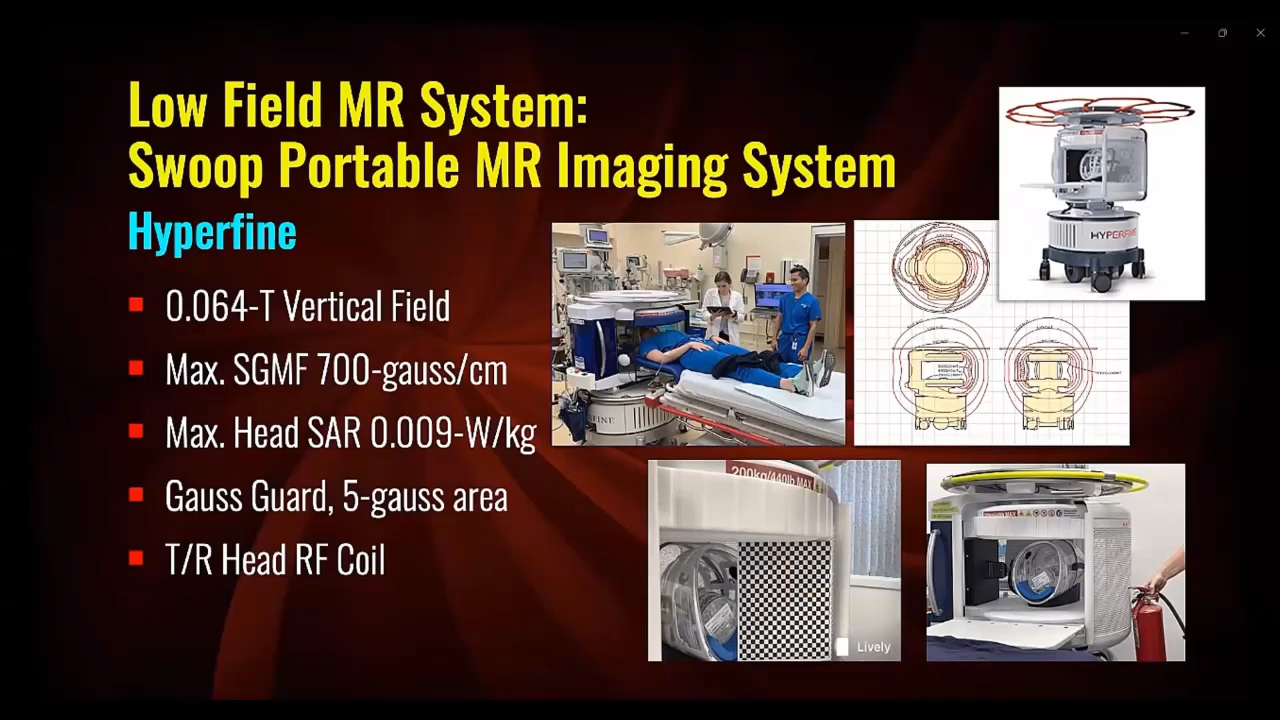 Low Field MR System:
Swoop Portable MR Imaging System
Hyperfine
0.064-T Vertical Field
Max. SGMF 700-gauss/cm
Max. Head SAR 0.009-W/kg
Gauss Guard, 5-gauss area
T/R Head RF Coil
HYPERFINE
200kg/440lb MAX
Lively